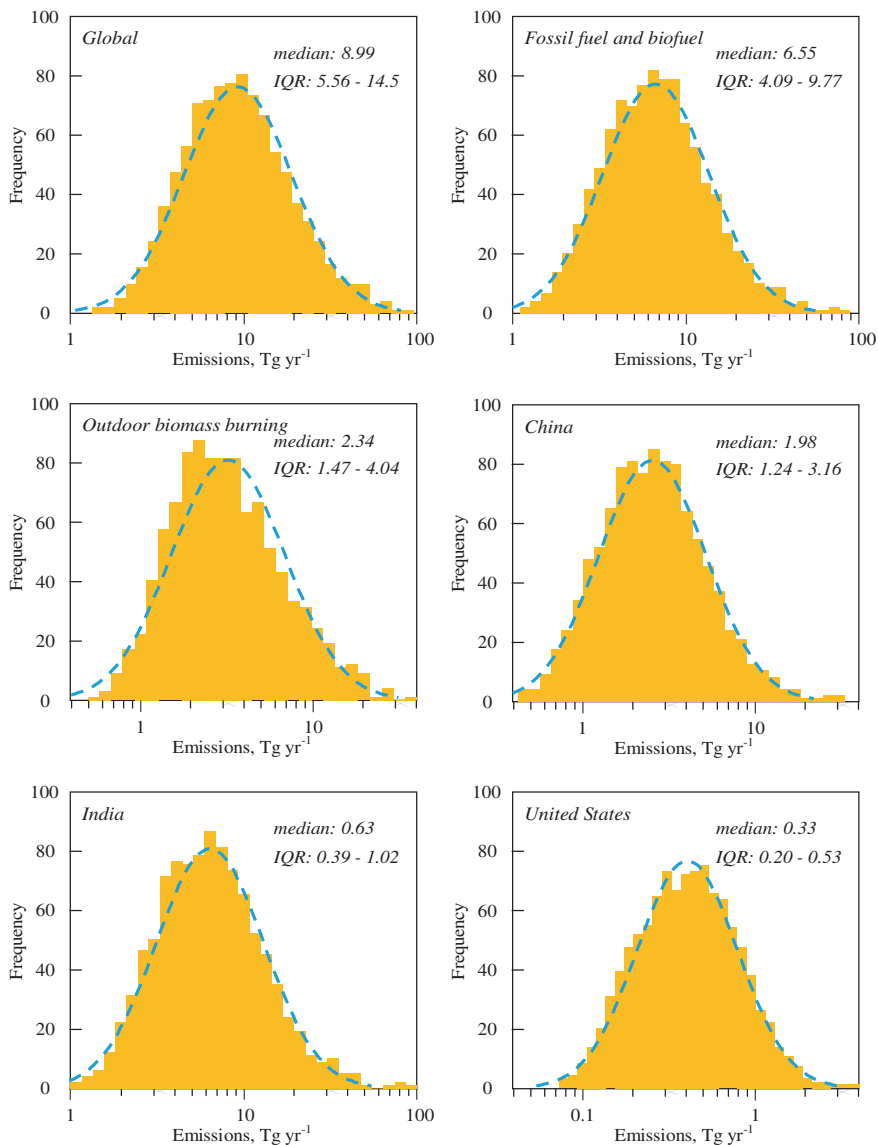 Global
median: 8.99
IQR: 5.56 - 14.5
Frequency
100
80
60
40
20
0
1
10
100
Emissions, Tg yr-1
Fossil fuel and biofuel
median: 6.55
IQR: 4.09 - 9.77
Frequency
100
80
60
40
20
0
1
10
100
Emissions, Tg yr-1
Outdoor biomass burning
median: 2.34
IQR: 1.47 - 4.04
Frequency
100
80
60
40
20
0
1
10
Emissions, Tg yr-1
China
median: 1.98
IQR: 1.24 - 3.16
Frequency
100
80
60
40
20
0
1
10
Emissions, Tg yr-1
India
median: 0.63
IQR: 0.39 - 1.02
Frequency
100
80
60
40
20
0
1
10
100
Emissions, Tg yr-1
United States
median: 0.33
IQR: 0.20 - 0.53
Frequency
100
80
60
40
20
0
0.1
1
Emissions, Tg yr-1